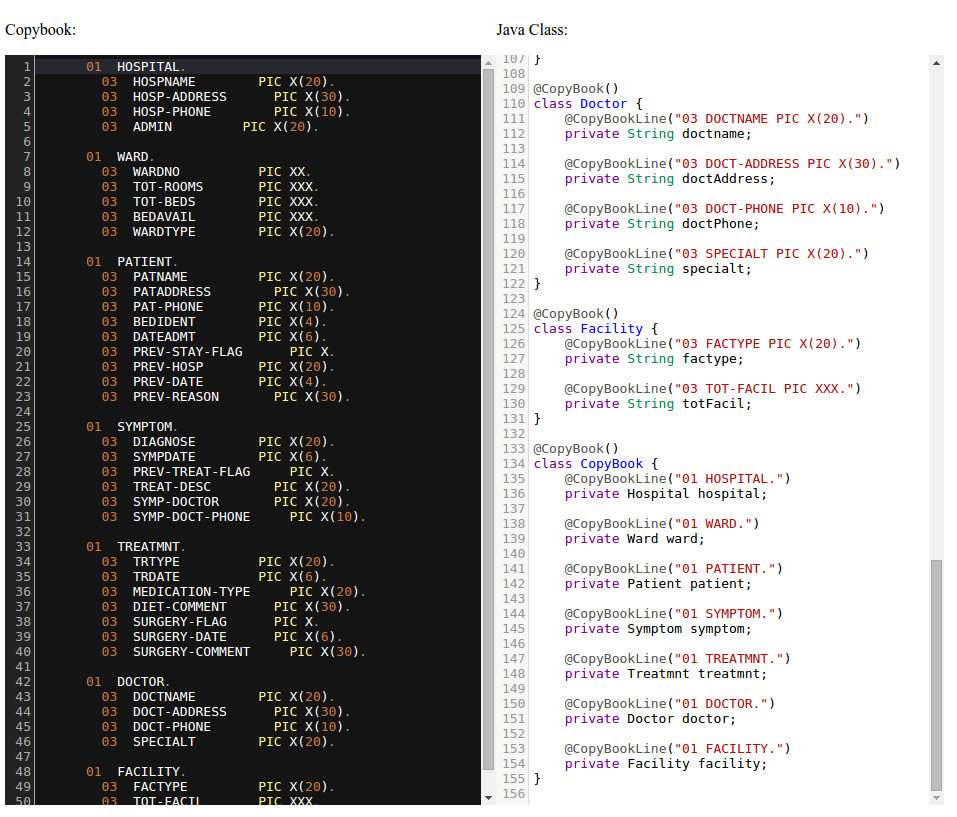 Copybook:
1 01 HOSPITAL.
2 03 HOSPNAME PIC X(20).
3 03 HOSP-ADDRESS PIC X(30).
4 03 HOSP-PHONE PIC X(10).
5 03 ADMIN PIC X(20).
6
7 01 WARD.
8 03 WARDNO PIC XX.
9 03 TOT-ROOMS PIC XXX.
10 03 TOT-BEDS PIC XXX.
11 03 BEDAVAIL PIC XXX.
12 03 WARDTYPE PIC X(20).
13
14 01 PATIENT.
15 03 PATNAME PIC X(20).
16 03 PATADDRESS PIC X(30).
17 03 PAT-PHONE PIC X(10).
18 03 BEDIDENT PIC X(4).
19 03 DATEADMT PIC X(6).
20 03 PREV-STAY-FLAG PIC X.
21 03 PREV-HOSP PIC X(20).
22 03 PREV-DATE PIC X(4).
23 03 PREV-REASON PIC X(30).
24
25 01 SYMPTOM.
26 03 DIAGNOSE PIC X(20).
27 03 SYMPDATE PIC X(6).
28 03 PREV-TREAT-FLAG PIC X.
29 03 TREAT-DESC PIC X(20).
30 03 SYMP-DOCTOR PIC X(20).
31 03 SYMP-DOCT-PHONE PIC X(10).
32
33 01 TREATMNT.
34 03 TRTYPE PIC X(20).
35 03 TRDATE PIC X(6).
36 03 MEDICATION-TYPE PIC X(20).
37 03 DIET-COMMENT PIC X(30).
38 03 SURGERY-FLAG PIC X.
39 03 SURGERY-DATE PIC X(6).
40 03 SURGERY-COMMENT PIC X(30).
41
42 01 DOCTOR.
43 03 DOCTNAME PIC X(20).
44 03 DOCT-ADDRESS PIC X(30).
45 03 DOCT-PHONE PIC X(10).
46 03 SPECIALT PIC X(20).
47
48 01 FACILITY.
49 03 FACTYPE PIC X(20).
50 03 TOT-FACIL PIC XXX.
Java Class:
107 }
108
109 @CopyBook()
110 class Doctor {
111 @CopyBookLine("03 DOCTNAME PIC X(20).")
112 private String doctname;
113
114 @CopyBookLine("03 DOCT-ADDRESS PIC X(30).")
115 private String doctAddress;
116
117 @CopyBookLine("03 DOCT-PHONE PIC X(10).")
118 private String doctPhone;
119
120 @CopyBookLine("03 SPECIALT PIC X(20).")
121 private String specialt;
122 }
123
124 @CopyBook()
125 class Facility {
126 @CopyBookLine("03 FACTYPE PIC X(20).")
127 private String factype;
128
129 @CopyBookLine("03 TOT-FACIL PIC XXX.")
130 private String totFacil;
131 }
132
133 @CopyBook()
134 class CopyBook {
135 @CopyBookLine("01 HOSPITAL.")
136 private Hospital hospital;
137
138 @CopyBookLine("01 WARD.")
139 private Ward ward;
140
141 @CopyBookLine("01 PATIENT.")
142 private Patient patient;
143
144 @CopyBookLine("01 SYMPTOM.")
145 private Symptom symptom;
146
147 @CopyBookLine("01 TREATMNT.")
148 private Treatmnt treatmnt;
149
150 @CopyBookLine("01 DOCTOR.")
151 private Doctor doctor;
152
153 @CopyBookLine("01 FACILITY.")
154 private Facility facility;
155 }
156